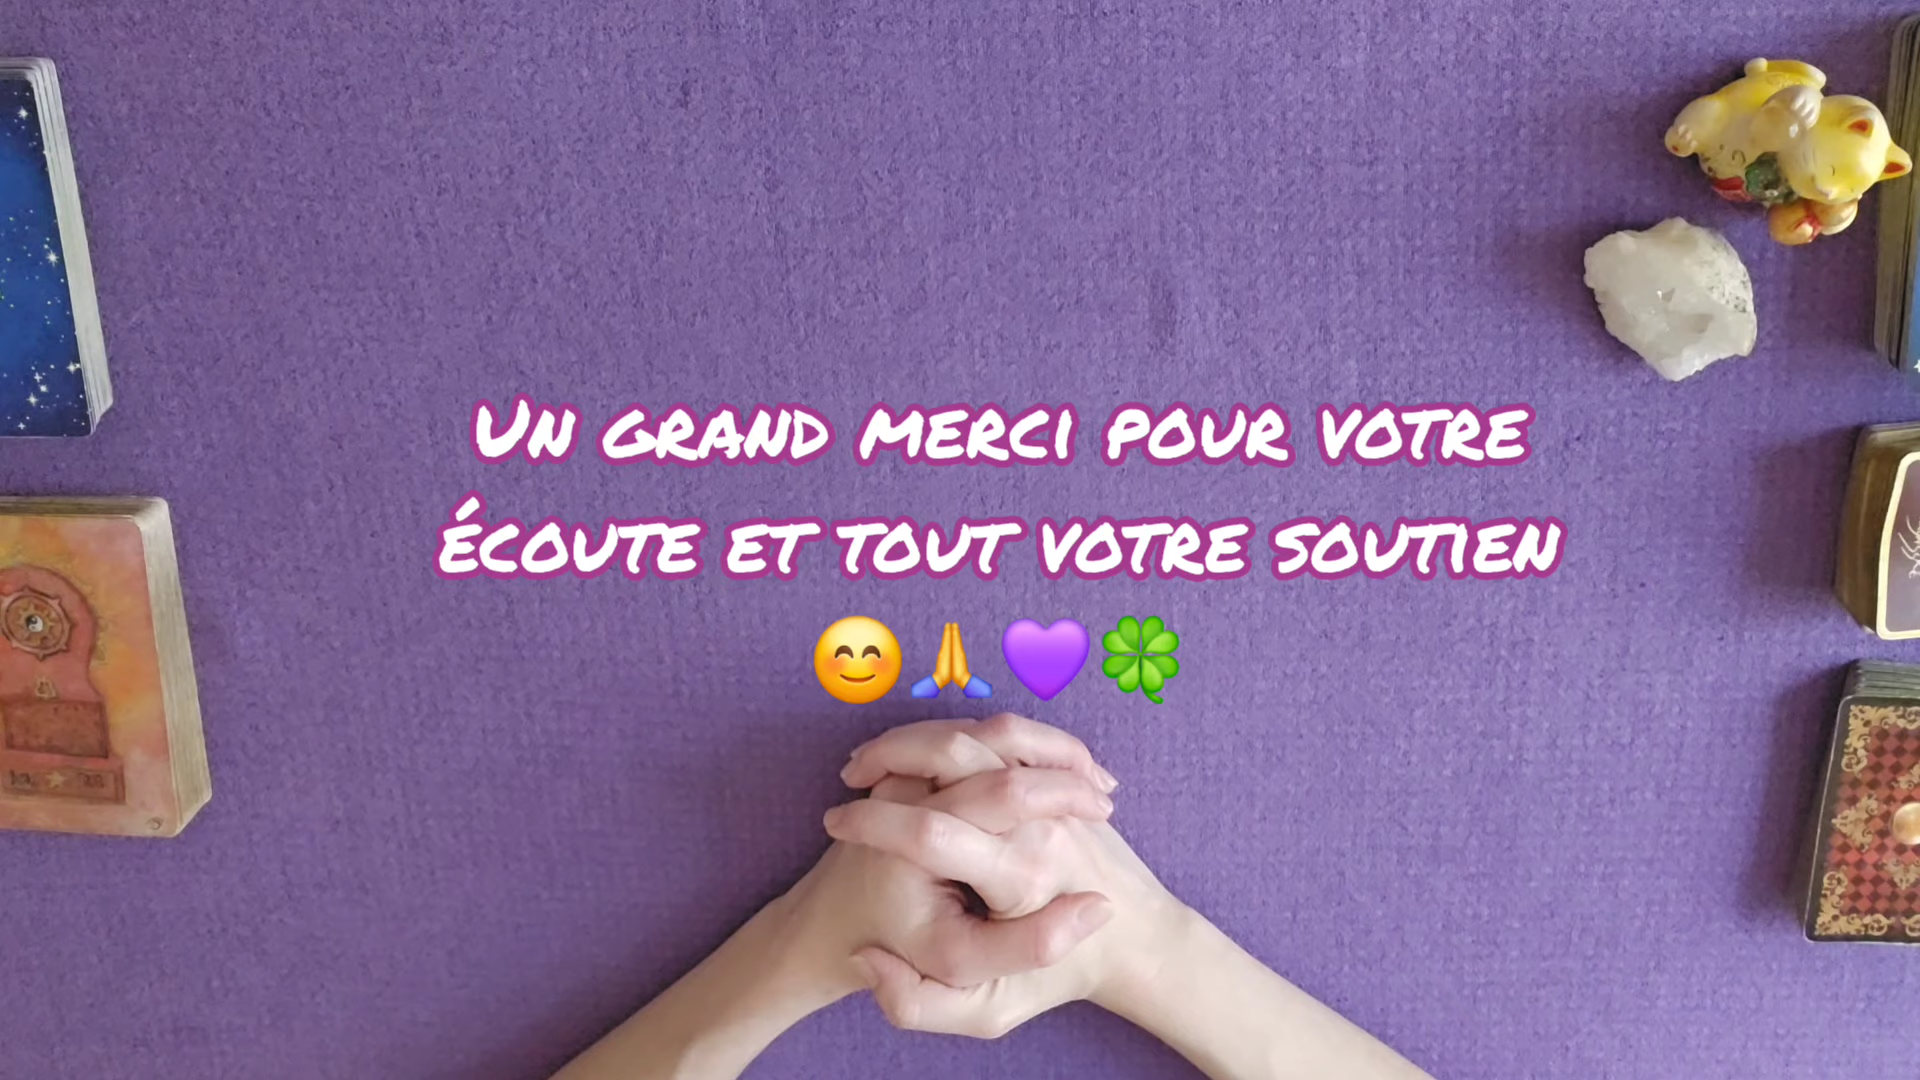 Un grand merci pour votre
écoute et tout votre soutien
😊🙏💜🍀